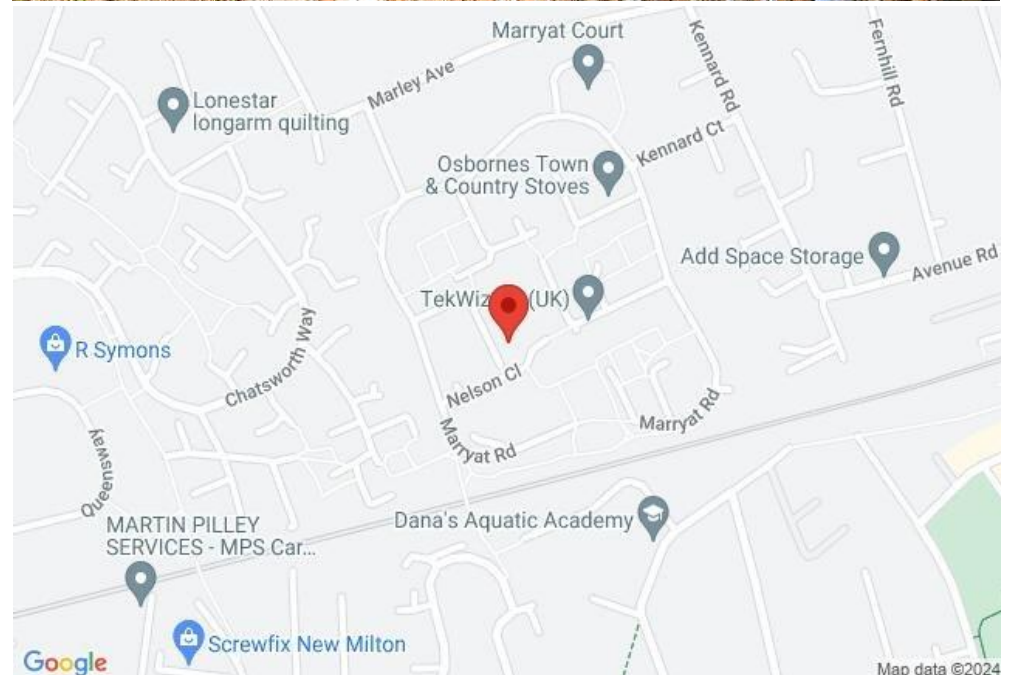 Marryat Court
Kennard Rd
Fernhill Rd
Marley Ave
Lonestar
longarm quilting
Kennard Ct
Osbornes Town
& Country Stoves
Add Space Storage
Avenue Rd
(UK)
R Symons
Chatsworth Way
Nelson Cl
Marryat Rd
Marryat Rd
Queensway
Dana's Aquatic Academy
MARTIN PILLEY
SERVICES - MPS Car...
Screwfix New Milton
Google
Map data ©2024